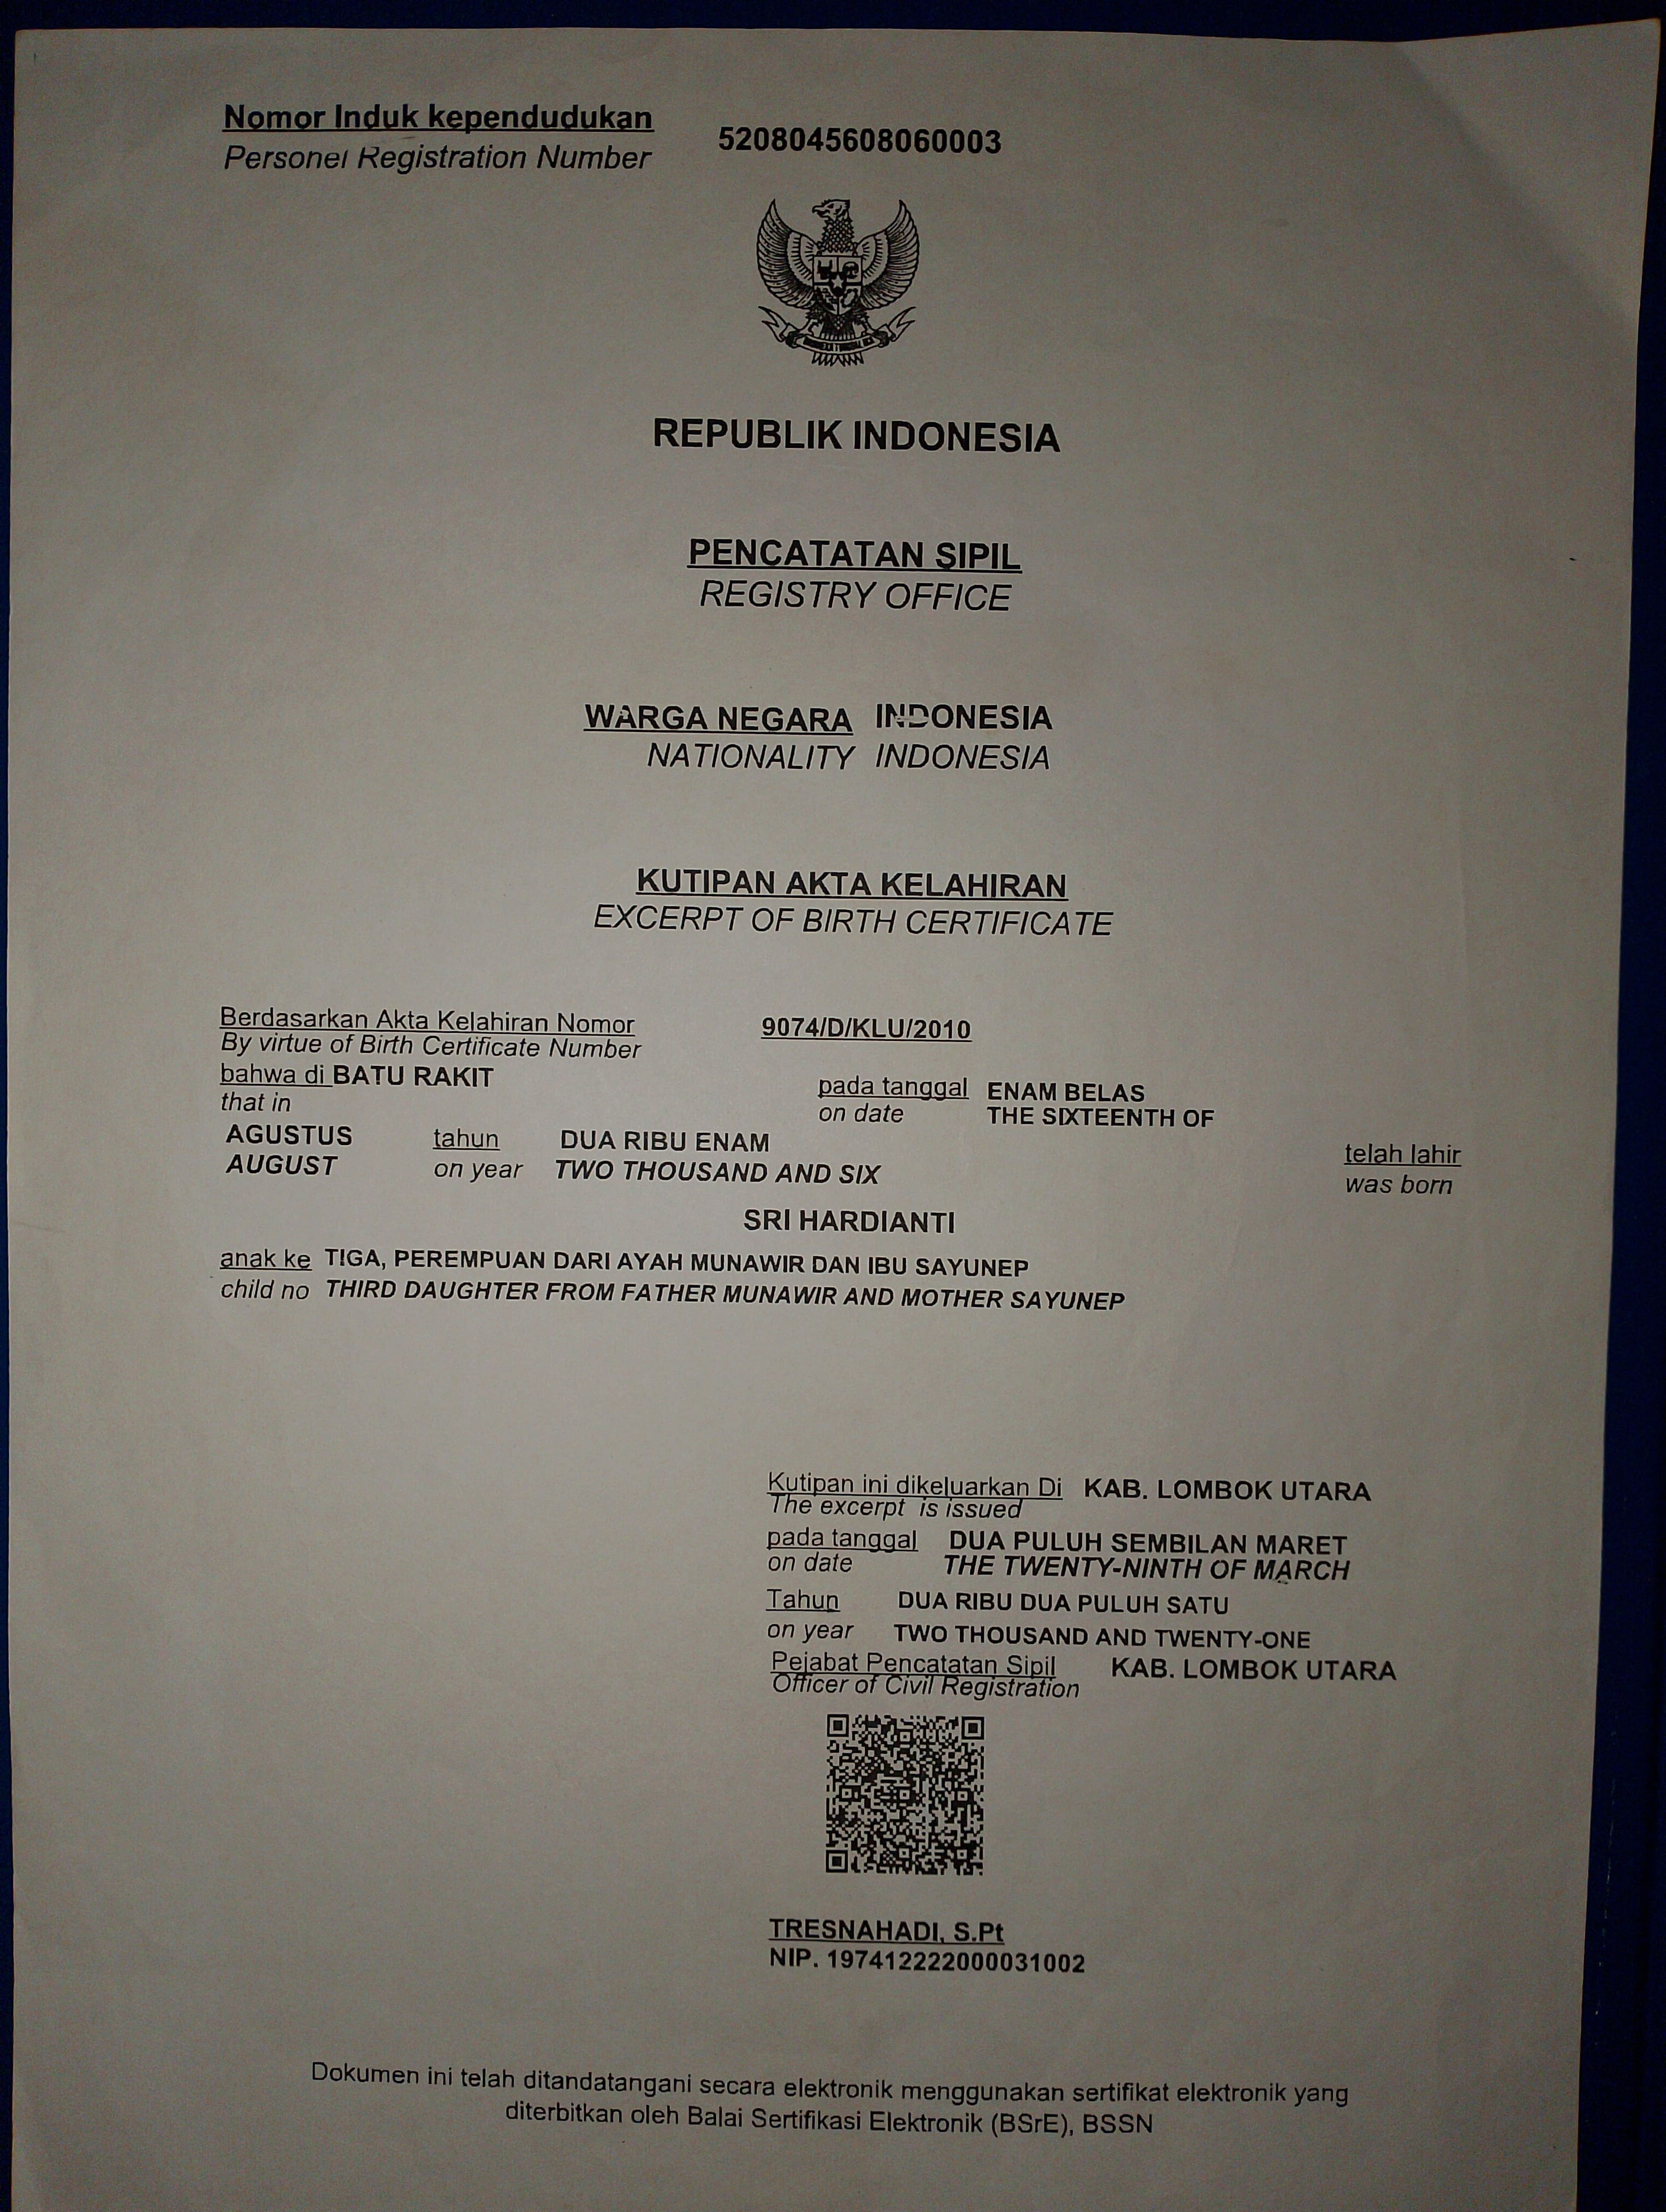 Nomor Induk kependudukan 5208045608060003
Personel Registration Number
REPUBLIK INDONESIA
PENCATATAN SIPIL
REGISTRY OFFICE
WARGA NEGARA INDONESIA
NATIONALITY INDONESIA
KUTIPAN AKTA KELAHIRAN
EXCERPT OF BIRTH CERTIFICATE
Berdasarkan Akta Kelahiran Nomor 9074/D/KLU/2010
By virtue of Birth Certificate Number
bahwa di BATU RAKIT pada tanggal ENAM BELAS
that in on date THE SIXTEENTH OF
AGUSTUS tahun DUA RIBU ENAM telah lahir
AUGUST on year TWO THOUSAND AND SIX was born
SRI HARDIANTI
anak ke TIGA, PEREMPUAN DARI AYAH MUNAWIR DAN IBU SAYUNEP
child no THIRD DAUGHTER FROM FATHER MUNAWIR AND MOTHER SAYUNEP
Kutipan ini dikeluarkan Di KAB. LOMBOK UTARA
The excerpt is issued
pada tanggal DUA PULUH SEMBILAN MARET
on date THE TWENTY-NINTH OF MARCH
Tahun DUA RIBU DUA PULUH SATU
on year TWO THOUSAND AND TWENTY-ONE
Pejabat Pencatatan Sipil KAB. LOMBOK UTARA
Officer of Civil Registration
TRESNAHADI, S.Pt
NIP. 197412222000031002
Dokumen ini telah ditandatangani secara elektronik menggunakan sertifikat elektronik yang
diterbitkan oleh Balai Sertifikasi Elektronik (BSrE), BSSN